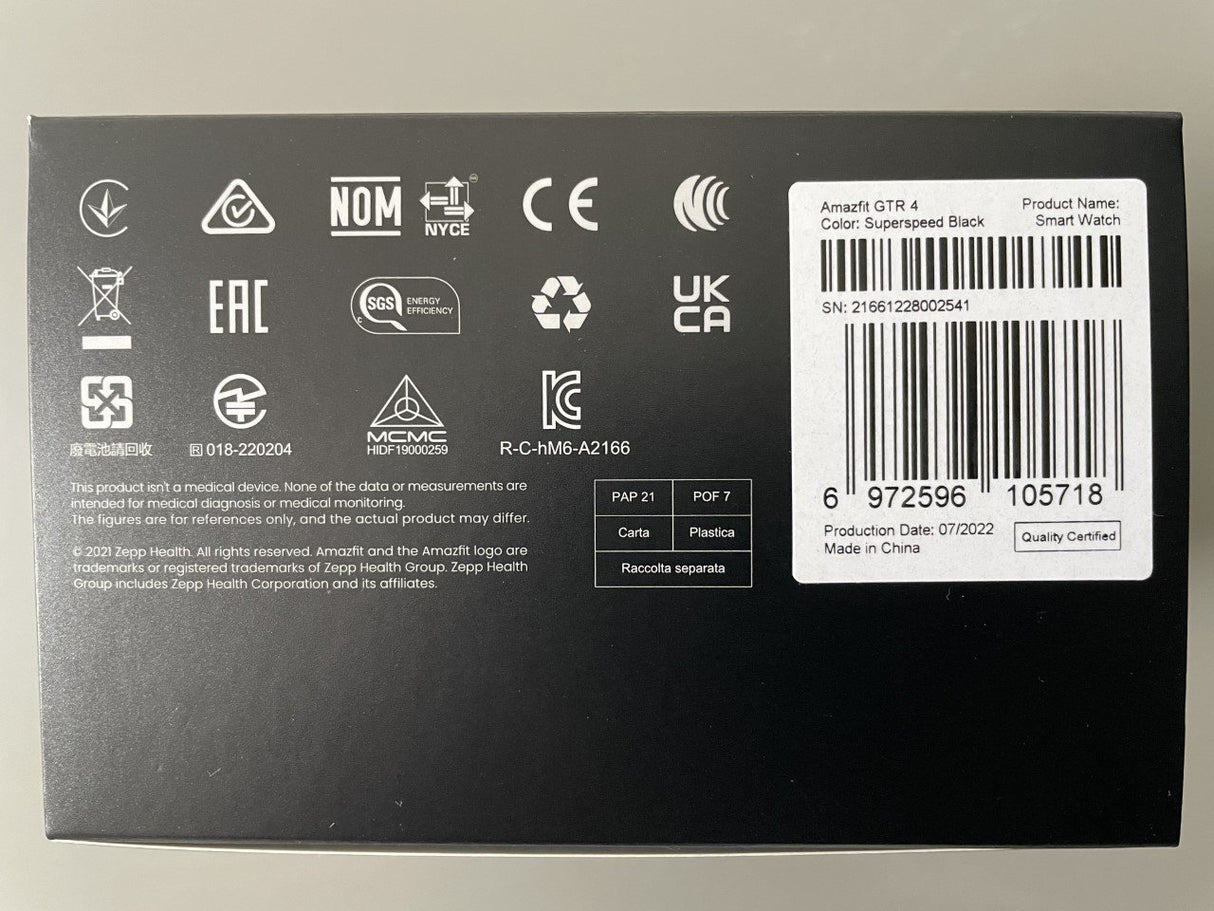 NOM
NYCE
CE
EAC
SGS ENERGY
EFFICIENCY
C
UK
CA
廢電池請回收
R 018-220204
MCMC
HIDF19000259
R-C-hM6-A2166
This product isn't a medical device. None of the data or measurements are
intended for medical diagnosis or medical monitoring.
The figures are for references only, and the actual product may differ.
© 2021 Zepp Health. All rights reserved. Amazfit and the Amazfit logo are
trademarks or registered trademarks of Zepp Health Group. Zepp Health
Group includes Zepp Health Corporation and its affiliates.
PAP 21 POF 7
Carta Plastica
Raccolta separata
Amazfit GTR 4
Color: Superspeed Black
Product Name:
Smart Watch
SN: 21661228002541
6 972596 105718
Production Date: 07/2022
Made in China
Quality Certified